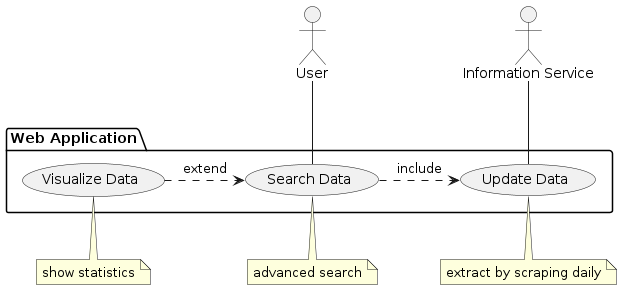 User
Information Service
Web Application
Visualize Data
extend
Search Data
include
Update Data
show statistics
advanced search
extract by scraping daily